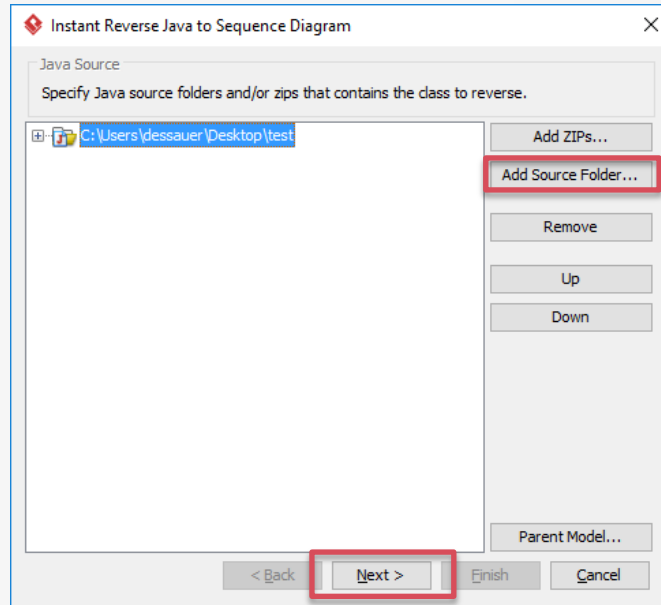 Instant Reverse Java to Sequence Diagram
Java Source
Specify Java source folders and/or zips that contains the class to reverse.
C:\Users\dessauer\Desktop\test
Add ZIPs...
Add Source Folder...
Remove
Up
Down
Parent Model...
< Back
Next >
Finish
Cancel